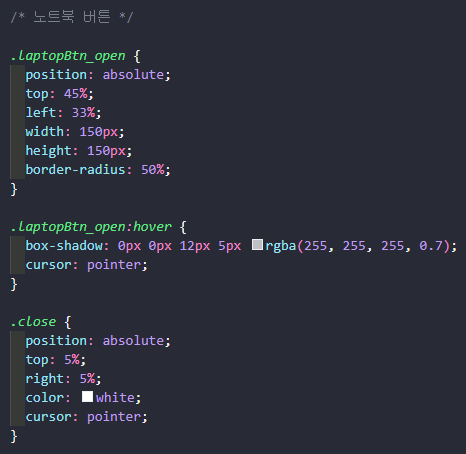 /* 노트북 버튼 */
.laptopBtn_open {
position: absolute;
top: 45%;
left: 33%;
width: 150px;
height: 150px;
border-radius: 50%;
}
.laptopBtn_open:hover {
box-shadow: 0px 0px 12px 5px rgba(255, 255, 255, 0.7);
cursor: pointer;
}
.close {
position: absolute;
top: 5%;
right: 5%;
color: white;
cursor: pointer;
}